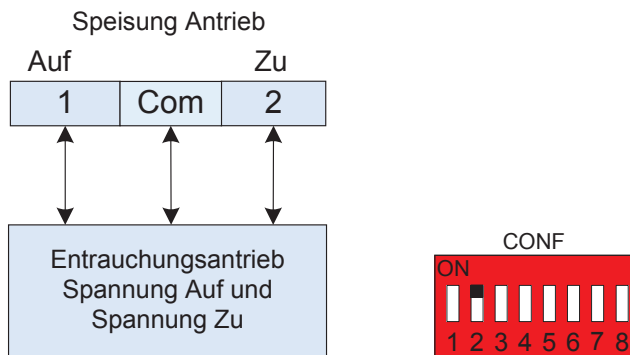 Speisung Antrieb
Auf Zu
1 Com 2
Entrauchungsantrieb
Spannung Auf und
Spannung Zu
CONF
ON
1 2 3 4 5 6 7 8